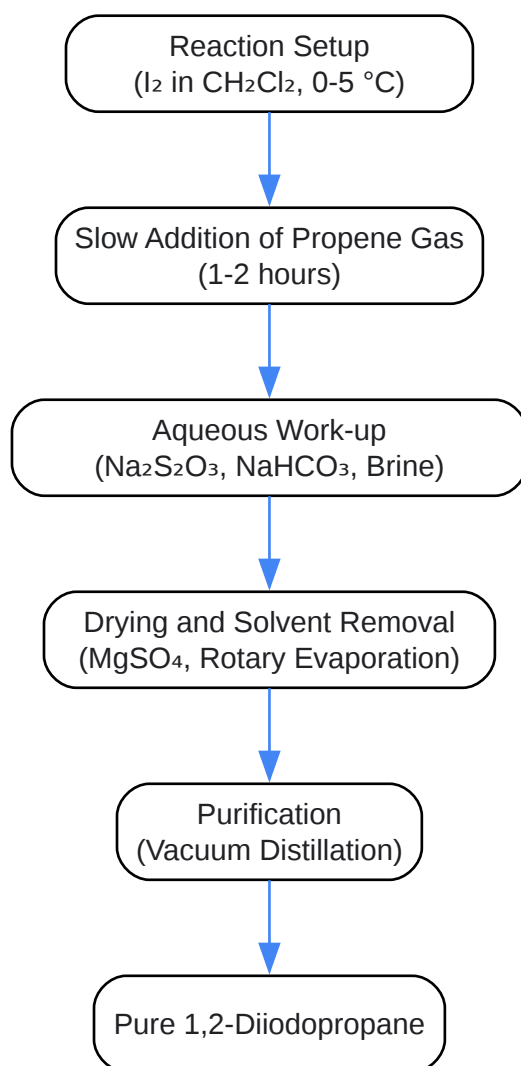 Reaction Setup
(I₂ in CH₂Cl₂, 0-5 °C)
Slow Addition of Propene Gas
(1-2 hours)
Aqueous Work-up
(Na₂S₂O₃, NaHCO₃, Brine)
Drying and Solvent Removal
(MgSO₄, Rotary Evaporation)
Purification
(Vacuum Distillation)
Pure 1,2-Diiodopropane